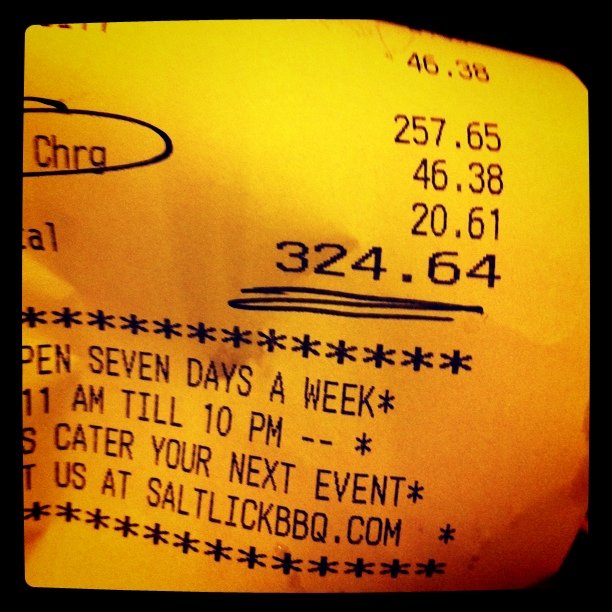 46.38
257.65
Chrg 46.38
20.61
tal 324.64
*************
PEN SEVEN DAYS A WEEK*
11 AM TILL 10 PM -- *
S CATER YOUR NEXT EVENT*
T US AT SALTLICKBBQ.COM *
*************